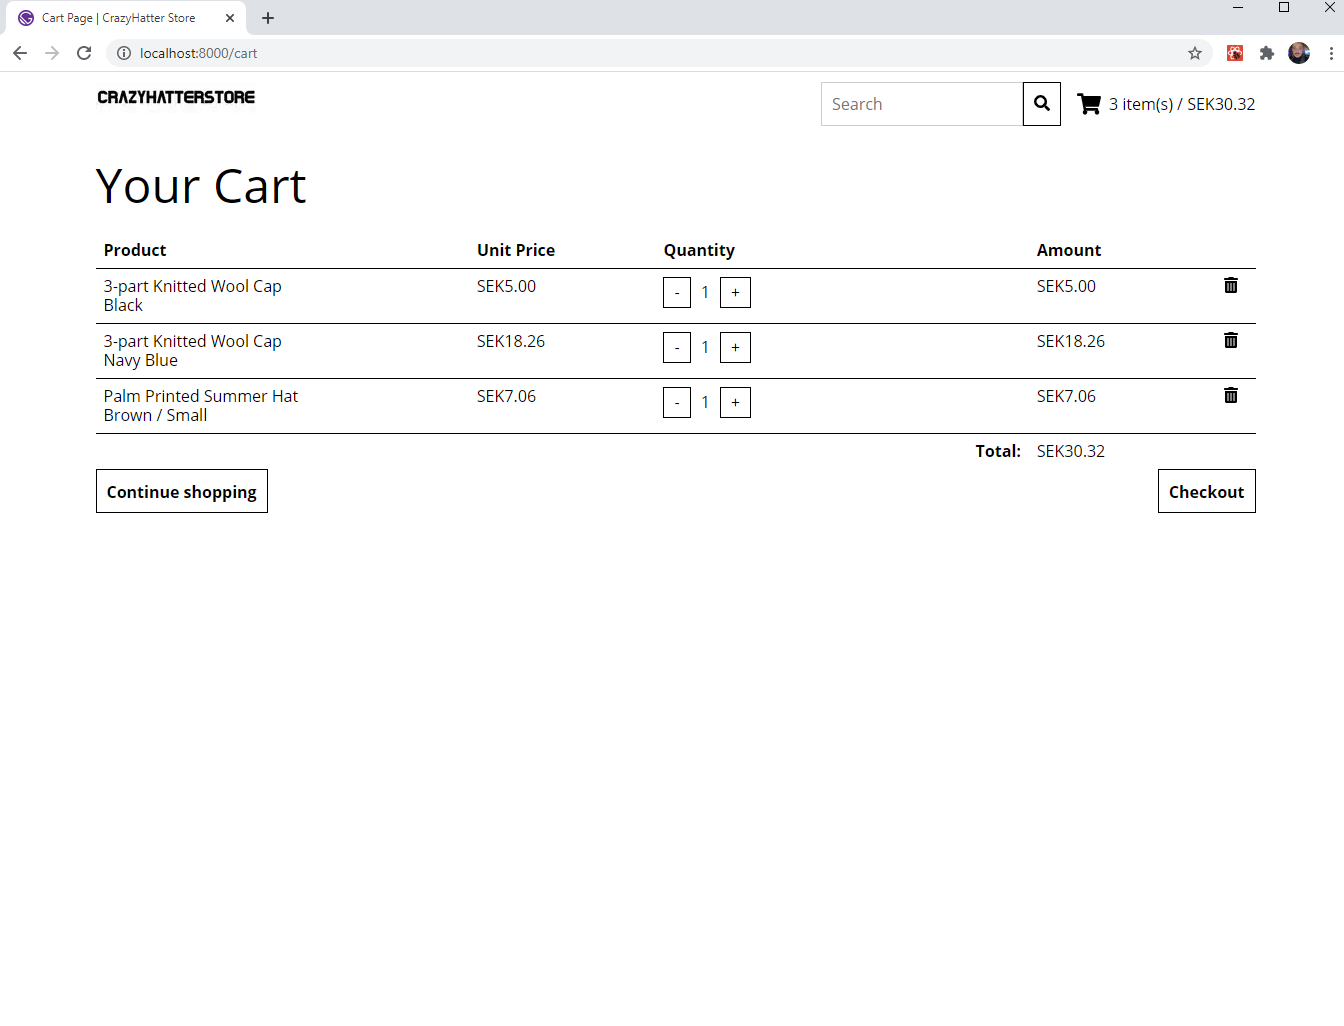 Cart Page | CrazyHatter Store
localhost:8000/cart
CRAZYHATTERSTORE
Search
3 item(s) / SEK30.32
Your Cart
Product Unit Price Quantity Amount
3-part Knitted Wool Cap SEK5.00 - 1 + SEK5.00
Black
3-part Knitted Wool Cap SEK18.26 - 1 + SEK18.26
Navy Blue
Palm Printed Summer Hat SEK7.06 - 1 + SEK7.06
Brown / Small
Total: SEK30.32
Continue shopping Checkout